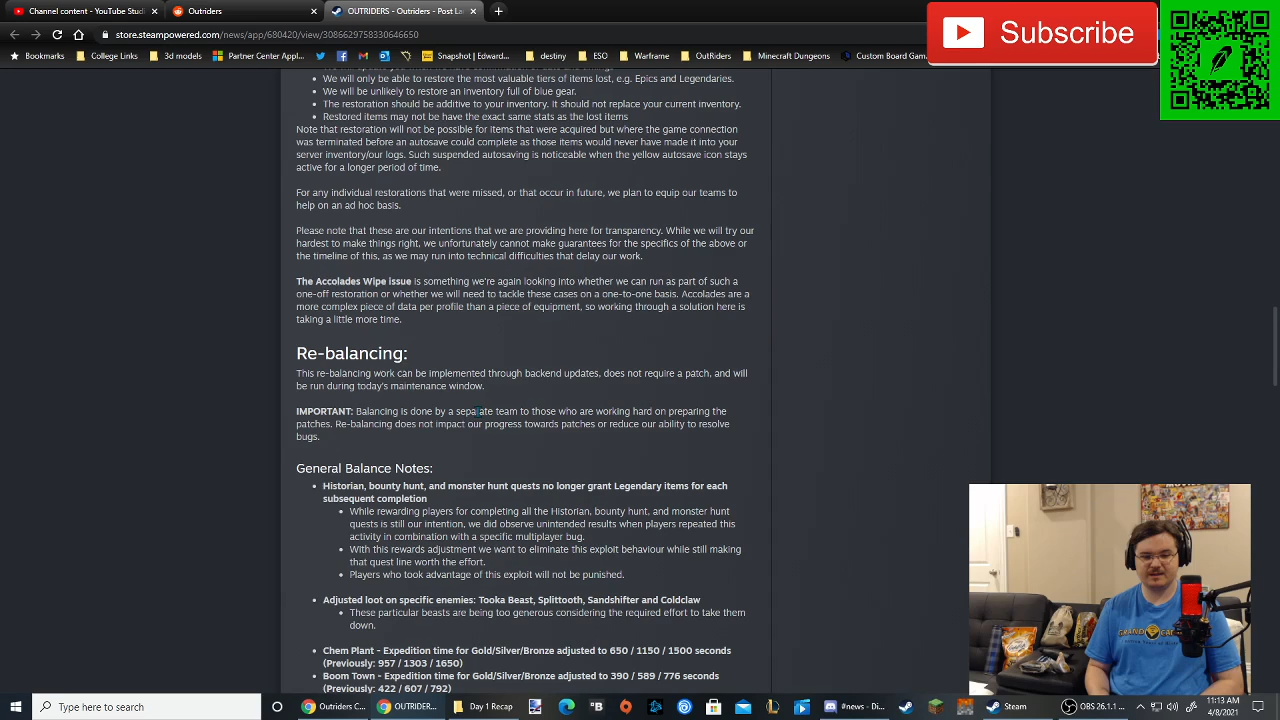 YouTube Studio
Outriders
OUTRIDERS - Outriders - Post La
store.steampowered.com/news/app/680420/view/3086629758330646650
Subscribe
Bookmarks
College Links
3d models
Partner Center App...
Snapshot | Edward...
destiny
ESO
Warframe
OutRiders
Minecraft Dungeons
Custom Board Gam
We will only be able to restore the most valuable tiers of items lost, e.g. Epics and Legendaries.
We will be unlikely to restore an inventory full of blue gear.
The restoration should be additive to your inventory. It should not replace your current inventory.
Restored items may not be have the exact same stats as the lost items
Note that restoration will not be possible for items that were acquired but where the game connection
was terminated before an autosave could complete as those items would never have made it into your
server inventory/our logs. Such suspended autosaving is noticeable when the yellow autosave icon stays
active for a longer period of time.
For any individual restorations that were missed, or that occur in future, we plan to equip our teams to
help on an ad hoc basis.
Please note that these are our intentions that we are providing here for transparency. While we will try our
hardest to make things right, we unfortunately cannot make guarantees for the specifics of the above or
the timeline of this, as we may run into technical difficulties that delay our work.
The Accolades Wipe issue is something we're again looking into whether we can run as part of such a
one-off restoration or whether we will need to tackle these cases on a one-to-one basis. Accolades are a
more complex piece of data per profile than a piece of equipment, so working through a solution here is
taking a little more time.
Re-balancing:
This re-balancing work can be implemented through backend updates, does not require a patch, and will
be run during today's maintenance window.
IMPORTANT: Balancing is done by a separate team to those who are working hard on preparing the
patches. Re-balancing does not impact our progress towards patches or reduce our ability to resolve
bugs.
General Balance Notes:
Historian, bounty hunt, and monster hunt quests no longer grant Legendary items for each
subsequent completion
While rewarding players for completing all the Historian, bounty hunt, and monster hunt
quests is still our intention, we did observe unintended results when players repeated this
activity in combination with a specific multiplayer bug.
With this rewards adjustment we want to eliminate this exploit behaviour while still making
that quest line worth the effort.
Players who took advantage of this exploit will not be punished.
Adjusted loot on specific enemies: Tooka Beast, Splittooth, Sandshifter and Coldclaw
These particular beasts are being too generous considering the required effort to take them
down.
Chem Plant - Expedition time for Gold/Silver/Bronze adjusted to 650 / 1150 / 1500 seconds
(Previously: 957 / 1303 / 1650)
Boom Town - Expedition time for Gold/Silver/Bronze adjusted to 390 / 589 / 776 seconds
(Previously: 422 / 607 / 792)
Type here to search
Outriders C...
OUTRIDER...
Day 1 Rec
#news - Di...
Steam
OBS 26.1.1 ...
11:13 AM
4/8/2021